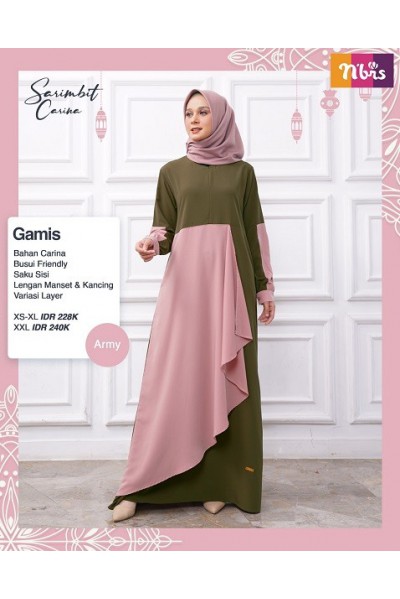 Sarimbit
Carina
N'brs
Gamis
Bahan Carina
Busui Friendly
Saku Sisi
Lengan Manset & Kancing
Variasi Layer
XS-XL IDR 228K
XXL IDR 240K
Army